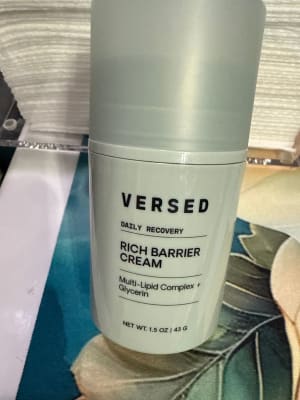 VERSED
DAILY RECOVERY
RICH BARRIER
CREAM
Multi-Lipid Complex +
Glycerin
NET WT. 1.5 OZ | 43 G